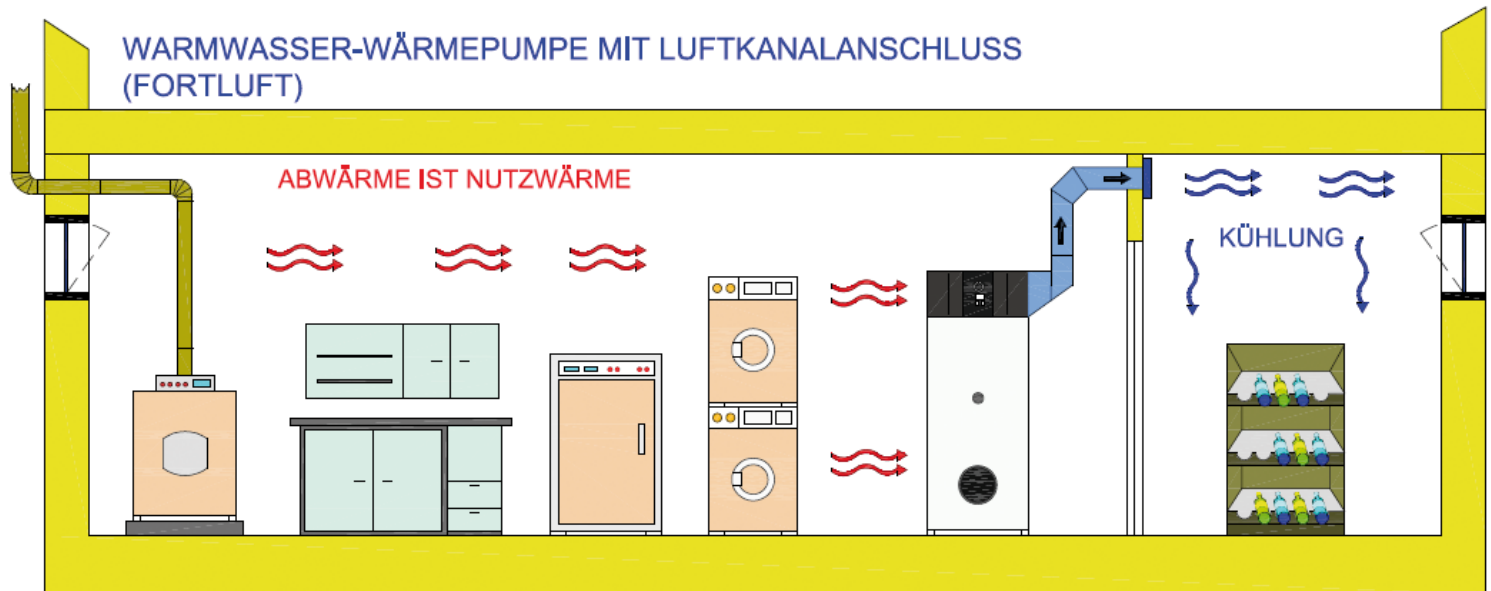 WARMWASSER-WÄRMEPUMPE MIT LUFTKANALANSCHLUSS
(FORTLUFT)
ABWÄRME IST NUTZWÄRME
KÜHLUNG